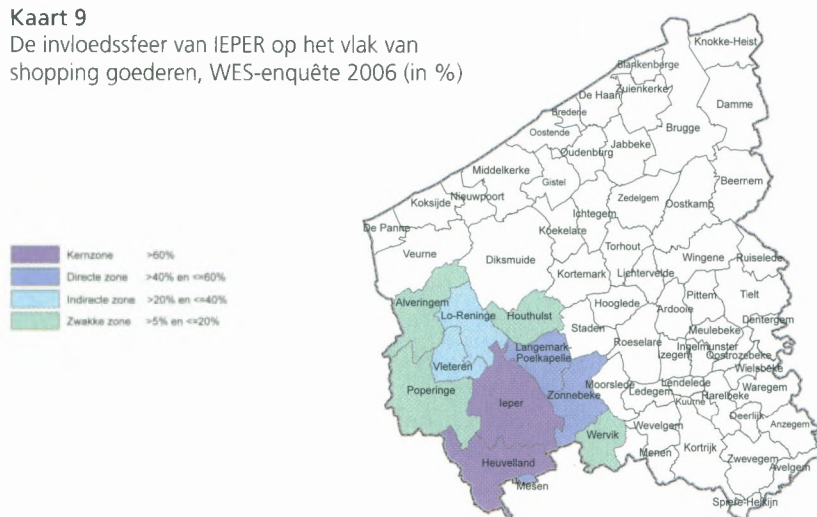 Kaart 9
De invloedssfeer van IEPER op het vlak van
shopping goederen, WES-enquête 2006 (in %)
Kernzone >60%
Directe zone >40% en <=60%
Indirecte zone >20% en <=40%
Zwakke zone >5% en <=20%
Knokke-Heist
Blankenberge
Zuienkerke
De Haan
Damme
Bredene
Brugge
Oostende
Jabbeke
Oudenburg
Middelkerke
Gistel
Beernem
Nieuwpoort
Zedelgem
Oostkamp
Koksijde
Ichtegem
De Panne
Koekelare
Torhout
Veurne
Diksmuide
Wingene
Ruiselede
Kortemark
Lichtervelde
Alveringem
Lo-Reninge
Houthulst
Hooglede
Ardooie
Pittem
Tielt
Staden
Meulebeke
Dentergem
Langemark-
Poelkapelle
Roeselare
Izegem
Ingelmunster
Oostrozebeke
Vleteren
Wielsbeke
Poperinge
Ieper
Zonnebeke
Moorslede
Ledegem
Lendelede
Kuurne
Harelbeke
Waregem
Deerlijk
Anzegem
Wervik
Wevelgem
Menen
Kortrijk
Zwevegem
Avelgem
Heuvelland
Mesen
Spiere-Helkijn